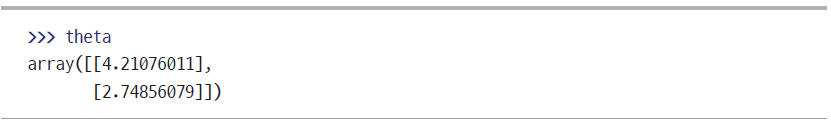 >>> theta
array([[4.21076011],
       [2.74856079]])